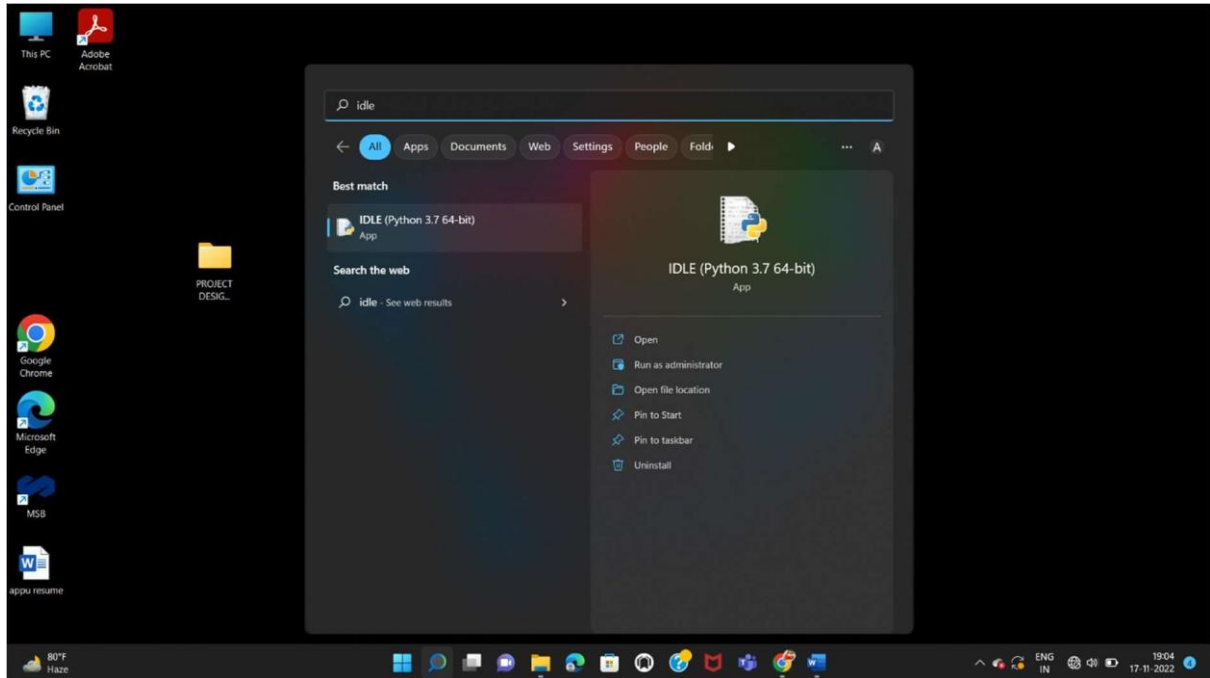 This PC
Adobe
Acrobat
Recycle Bin
Control Panel
PROJECT
DESIG...
Google
Chrome
Microsoft
Edge
MSB
appu resume
idle
All Apps Documents Web Settings People Fold A
Best match
IDLE (Python 3.7 64-bit)
App
Search the web
idle - See web results
IDLE (Python 3.7 64-bit)
App
Open
Run as administrator
Open file location
Pin to Start
Pin to taskbar
Uninstall
80°F
Haze
ENG
IN
19:04
17-11-2022
4